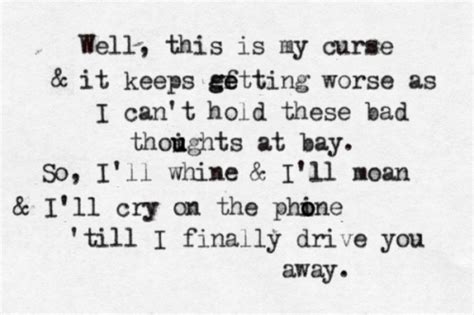 Well, this is my curse
& it keeps getting worse as
I can't hold these bad
thoughts at bay.
So, I'll whine & I'll moan
& I'll cry on the phone
'till I finally drive you
away.